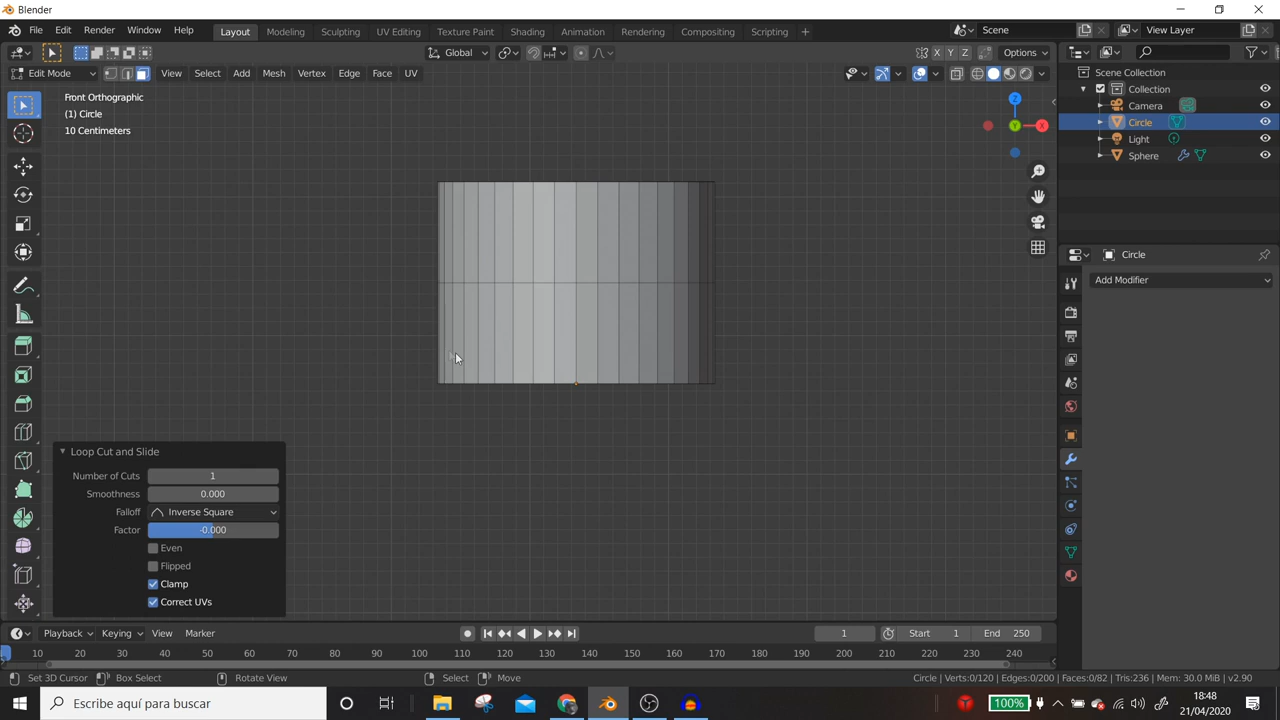 Blender
File Edit Render Window Help Layout Modeling Sculpting UV Editing Texture Paint Shading Animation Rendering Compositing Scripting + Scene View Layer
Global X Y Z Options
Edit Mode View Select Add Mesh Vertex Edge Face UV
Scene Collection
Collection
Camera
Circle
Light
Sphere
Front Orthographic
(1) Circle
10 Centimeters
Z
Y
X
Circle
Add Modifier
Loop Cut and Slide
Number of Cuts 1
Smoothness 0.000
Falloff Inverse Square
Factor -0.000
Even
Flipped
Clamp
Correct UVs
Playback Keying View Marker 1 Start 1 End 250
10 20 30 40 50 60 70 80 90 100 110 120 130 140 150 160 170 180 190 200 210 220 230 240
Set 3D Cursor Box Select Rotate View Select Move Circle | Verts:0/120 | Edges:0/200 | Faces:0/82 | Tris:236 | Mem: 30.0 MiB | v2.90
Escribe aquí para buscar 100% 18:48
21/04/2020